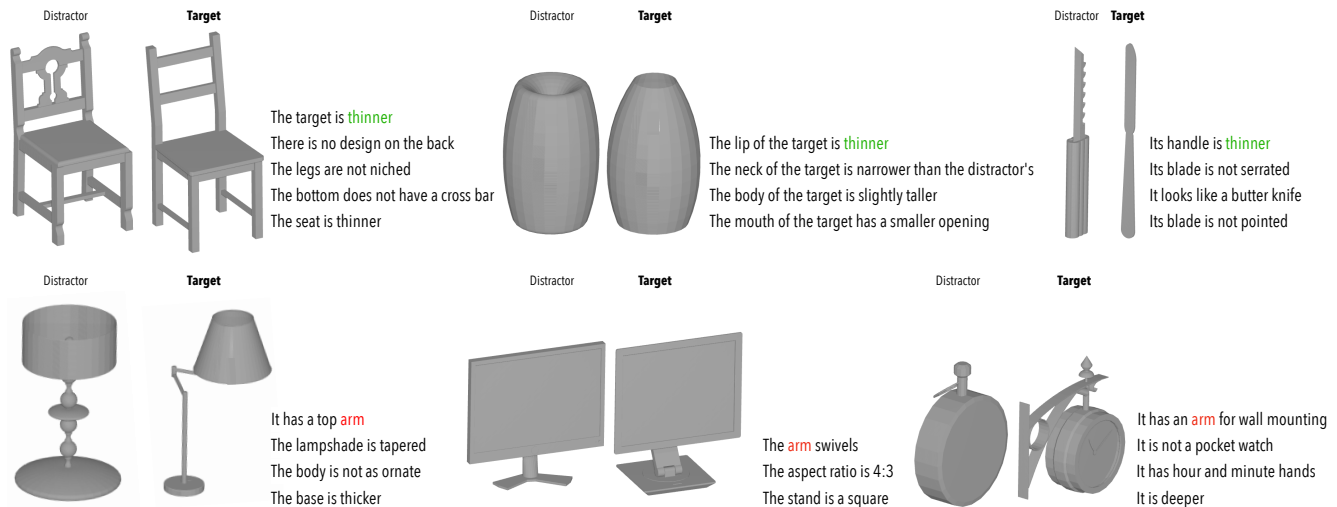 Distractor Target
The target is thinner
There is no design on the back
The legs are not niched
The bottom does not have a cross bar
The seat is thinner
Distractor Target
The lip of the target is thinner
The neck of the target is narrower than the distractor's
The body of the target is slightly taller
The mouth of the target has a smaller opening
Distractor Target
Its handle is thinner
Its blade is not serrated
It looks like a butter knife
Its blade is not pointed
Distractor Target
It has a top arm
The lampshade is tapered
The body is not as ornate
The base is thicker
Distractor Target
The arm swivels
The aspect ratio is 4:3
The stand is a square
Distractor Target
It has an arm for wall mounting
It is not a pocket watch
It has hour and minute hands
It is deeper